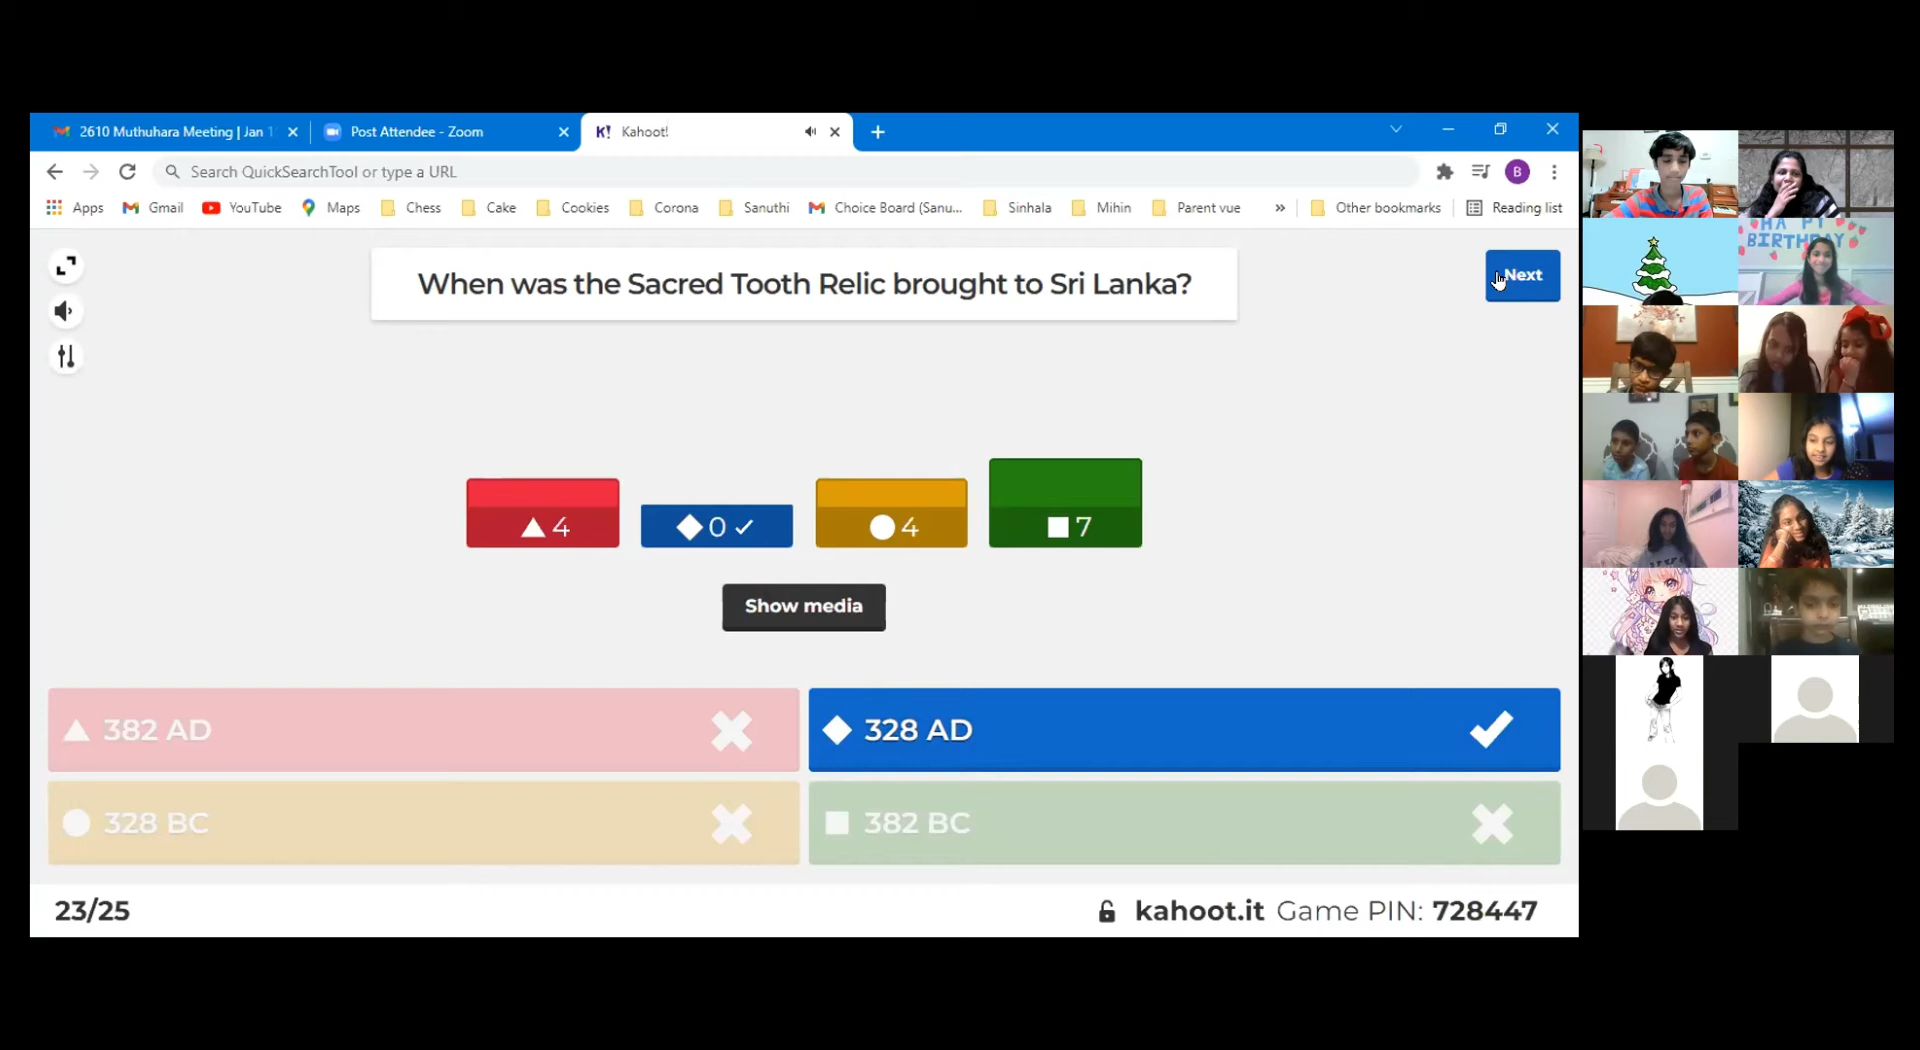 2610 Muthuhara Meeting | Jan 1
Post Attendee - Zoom
K! Kahoot!
Search QuickSearchTool or type a URL
B
Apps
Gmail
YouTube
Maps
Chess
Cake
Cookies
Corona
Sanuthi
Choice Board (Sanu...
Sinhala
Mihin
Parent vue
»
Other bookmarks
Reading list
When was the Sacred Tooth Relic brought to Sri Lanka?
Next
4
0
4
7
Show media
382 AD
328 AD
328 BC
382 BC
23/25
kahoot.it Game PIN: 728447
HAPPY
BIRTHDAY